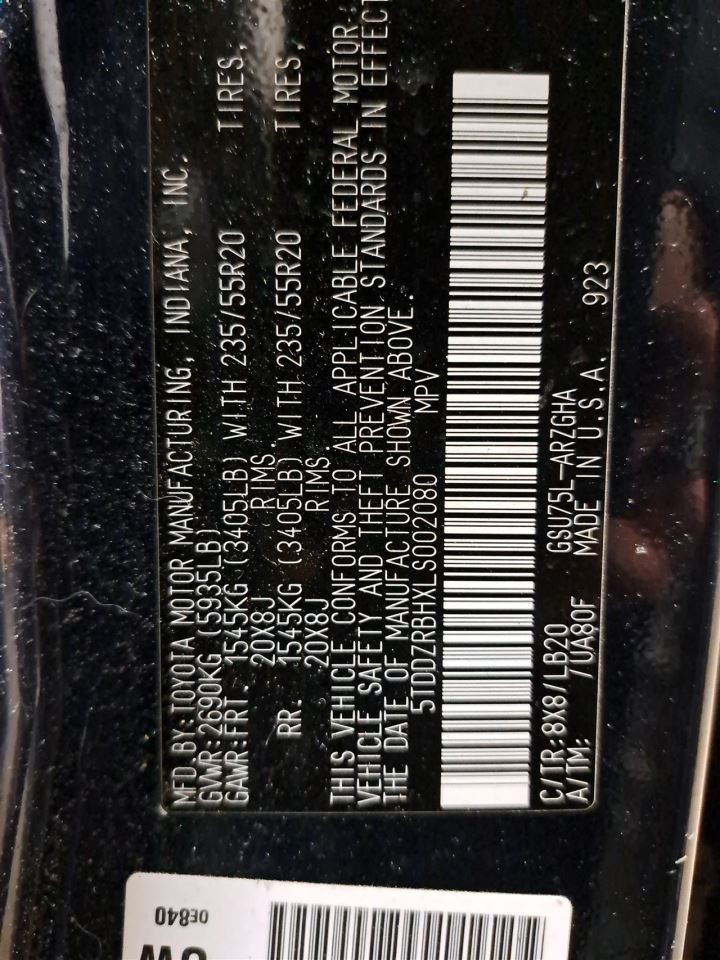 MFD.BY:TOYOTA MOTOR MANUFACTURING, INDIANA, INC.
GVWR:2690KG (5935LB)
GAWR:FRT. 1545KG (3405LB) WITH 235/55R20 TIRES,
20X8J RIMS.
RR. 1545KG (3405LB) WITH 235/55R20 TIRES,
20X8J RIMS
THIS VEHICLE CONFORMS TO ALL APPLICABLE FEDERAL MOTOR
VEHICLE SAFETY AND THEFT PREVENTION STANDARDS IN EFFECT
THE DATE OF MANUFACTURE SHOWN ABOVE.
5TDDZRBHXLS002080 MPV
C/TR:8X8/LB20 GSU75L-ARZGHA
A/TM: /UA80F MADE IN U.S.A. 923
0E840